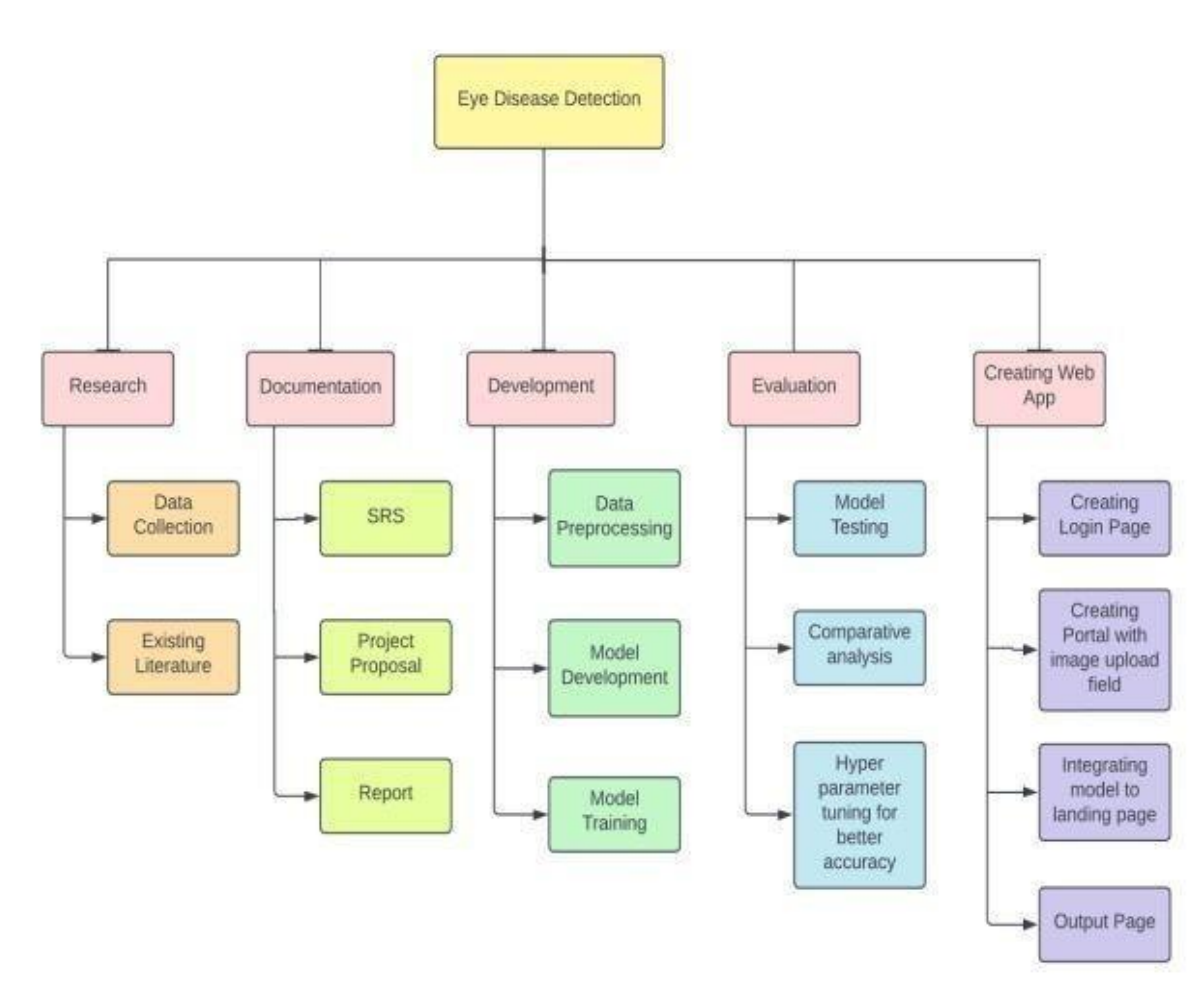 Eye Disease Detection
Research
Documentation
Development
Evaluation
Creating Web
App
Data
Collection
Existing
Literature
SRS
Project
Proposal
Report
Data
Preprocessing
Model
Development
Model
Training
Model
Testing
Comparative
analysis
Hyper
parameter
tuning for
better
accuracy
Creating
Login Page
Creating
Portal with
image upload
field
Integrating
model to
landing page
Output Page